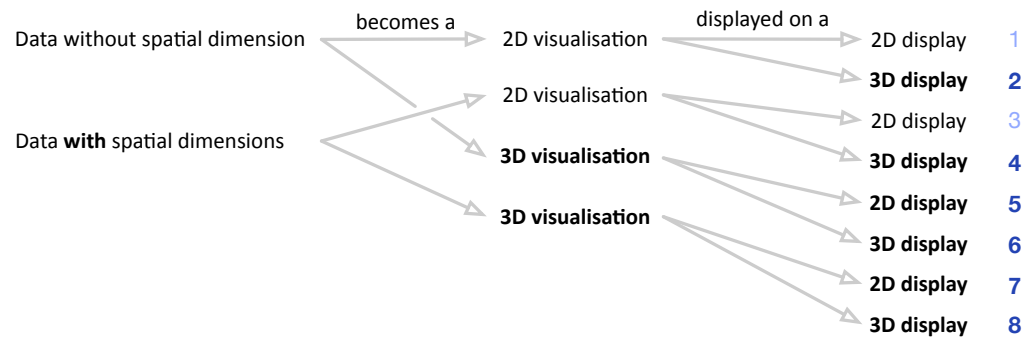 becomes a
displayed on a
Data without spatial dimension
2D visualisation
2D display 1
3D display 2
2D visualisation
2D display 3
Data with spatial dimensions
3D visualisation
3D display 4
2D display 5
3D visualisation
3D display 6
2D display 7
3D display 8